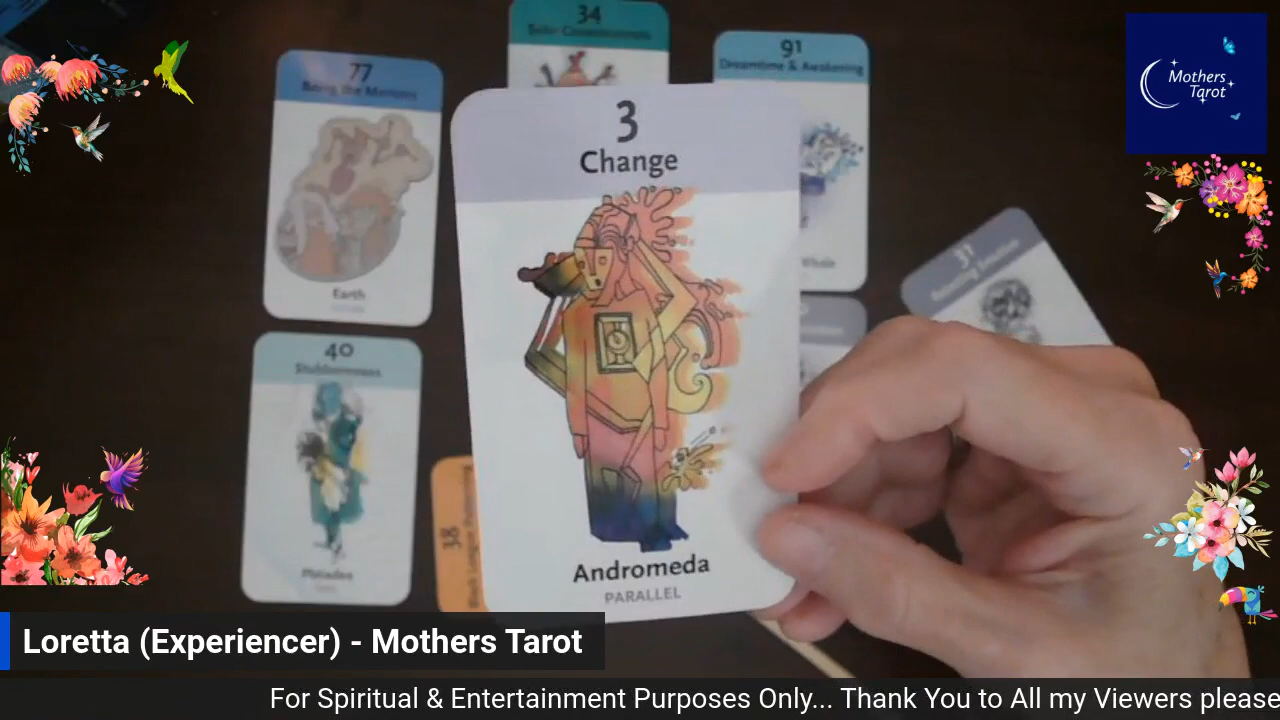 34
77
91
Dreamtime & Awakening
3
Change
Mothers
Tarot
Whale
31
Earth
40
Stubbornness
Pleiades
38
Andromeda
PARALLEL
Loretta (Experiencer) - Mothers Tarot
For Spiritual & Entertainment Purposes Only... Thank You to All my Viewers please